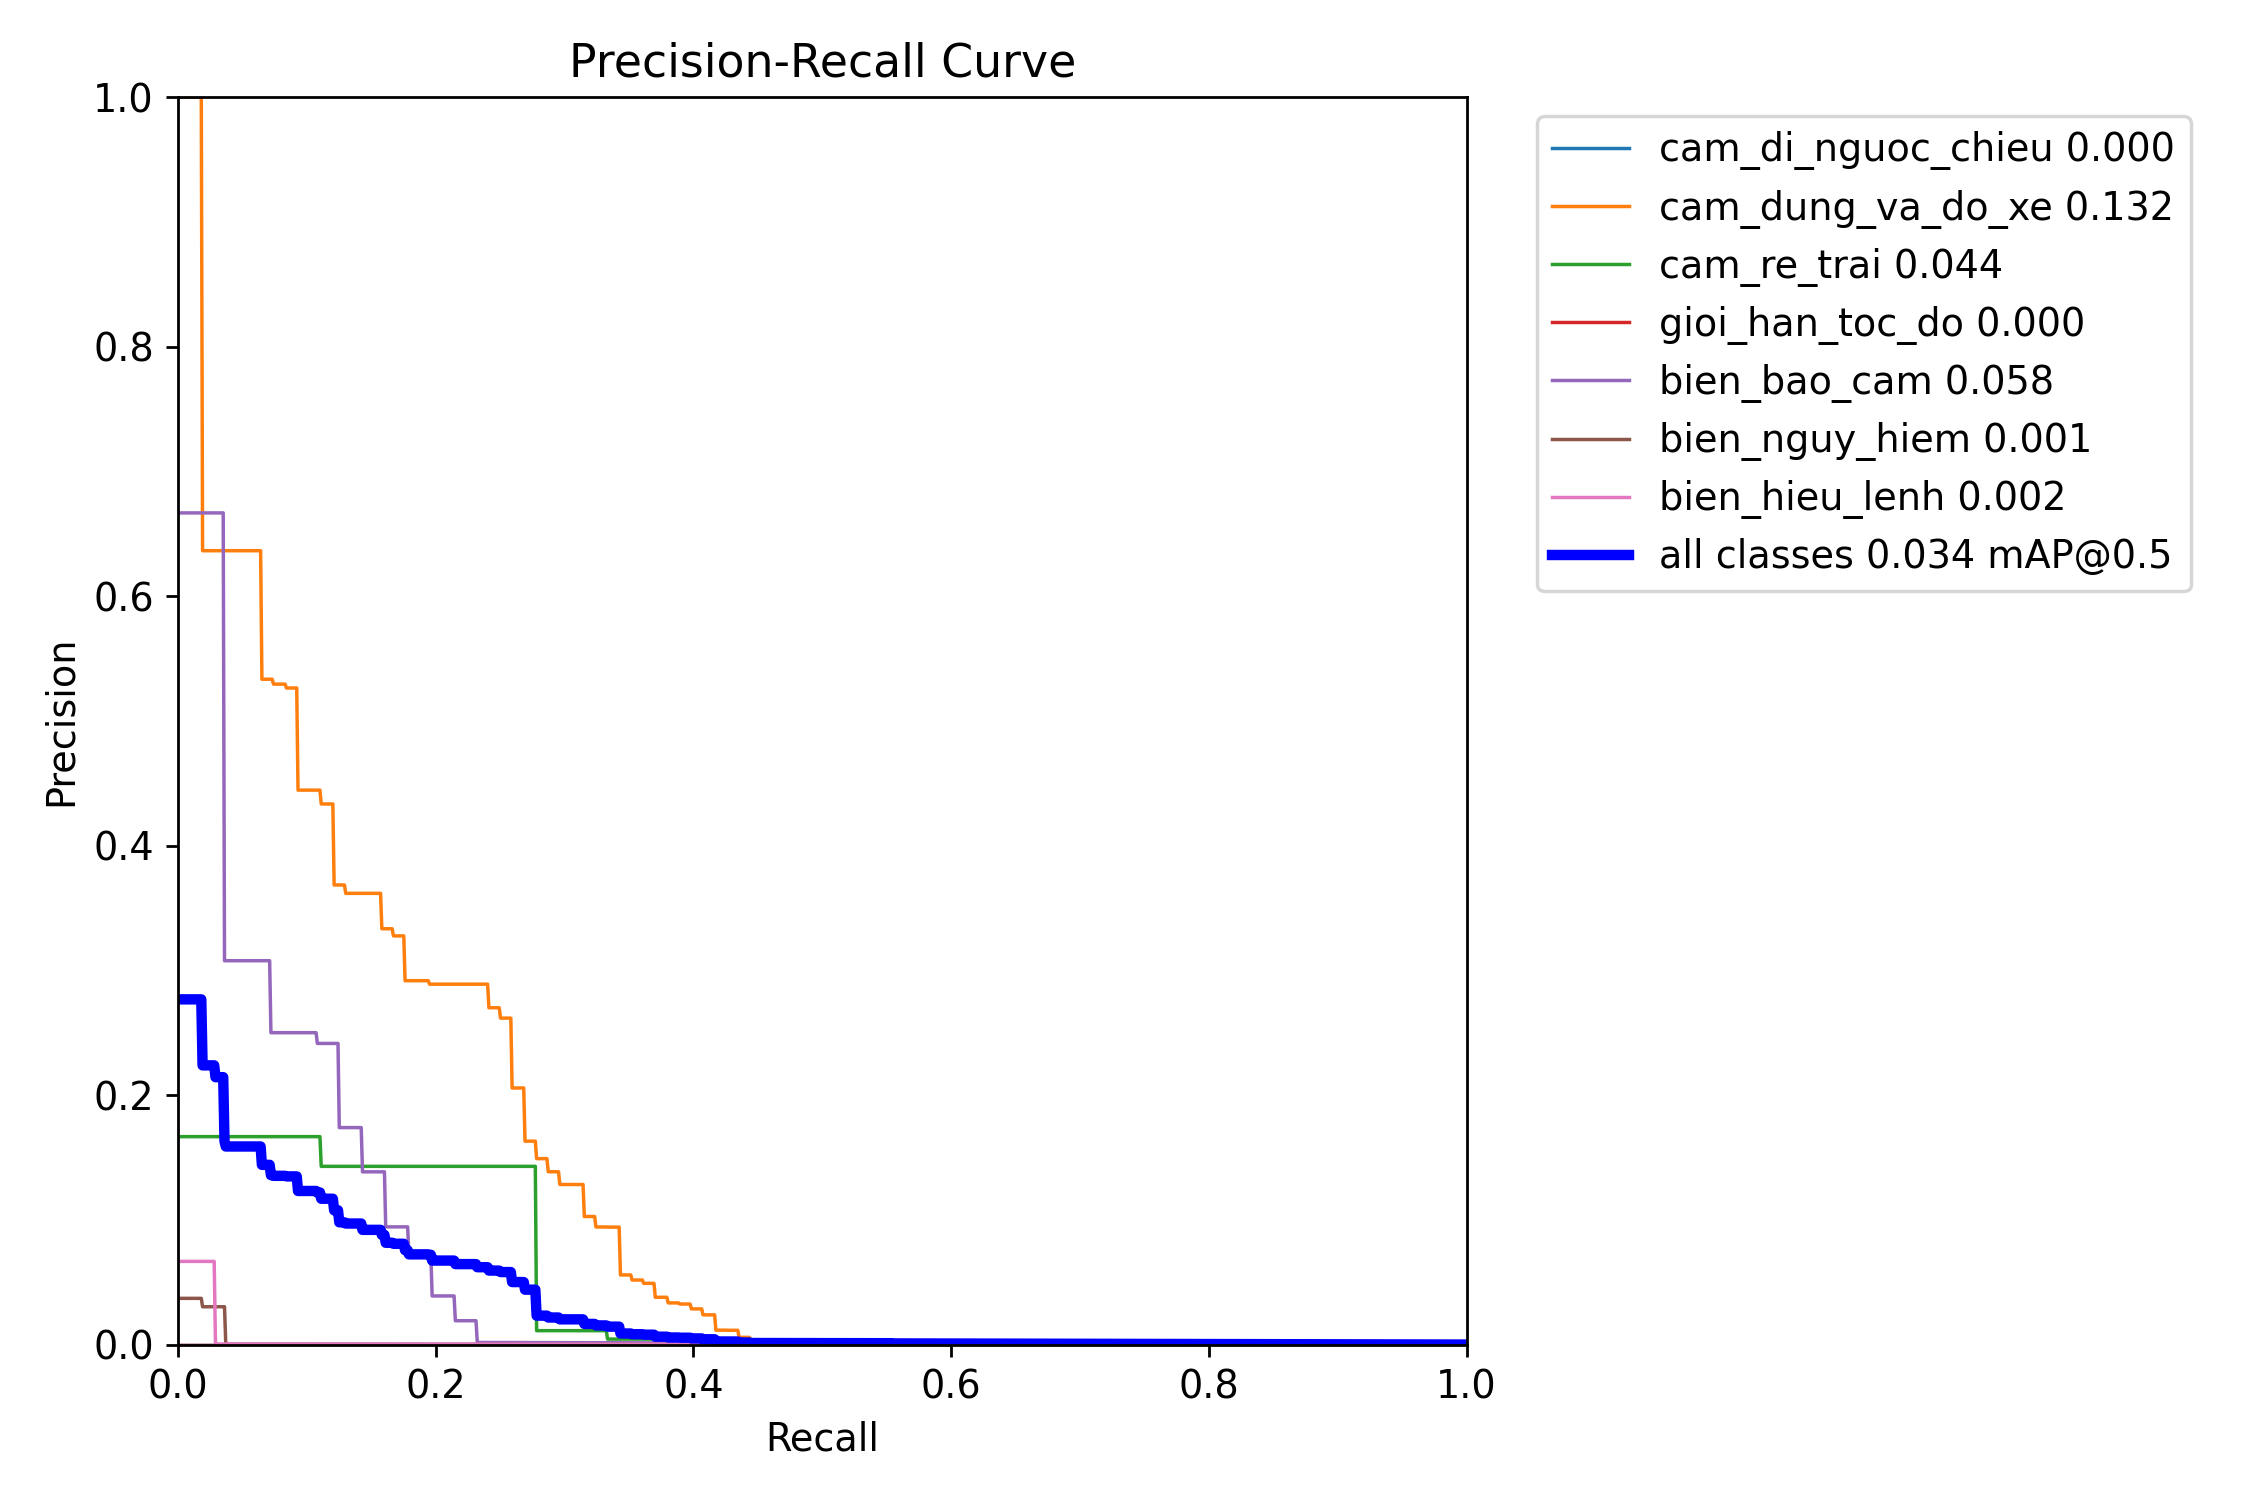 Precision-Recall Curve
1.0
0.8
0.6
0.4
0.2
0.0
Precision
0.0 0.2 0.4 0.6 0.8 1.0
Recall
cam_di_nguoc_chieu 0.000
cam_dung_va_do_xe 0.132
cam_re_trai 0.044
gioi_han_toc_do 0.000
bien_bao_cam 0.058
bien_nguy_hiem 0.001
bien_hieu_lenh 0.002
all classes 0.034 mAP@0.5